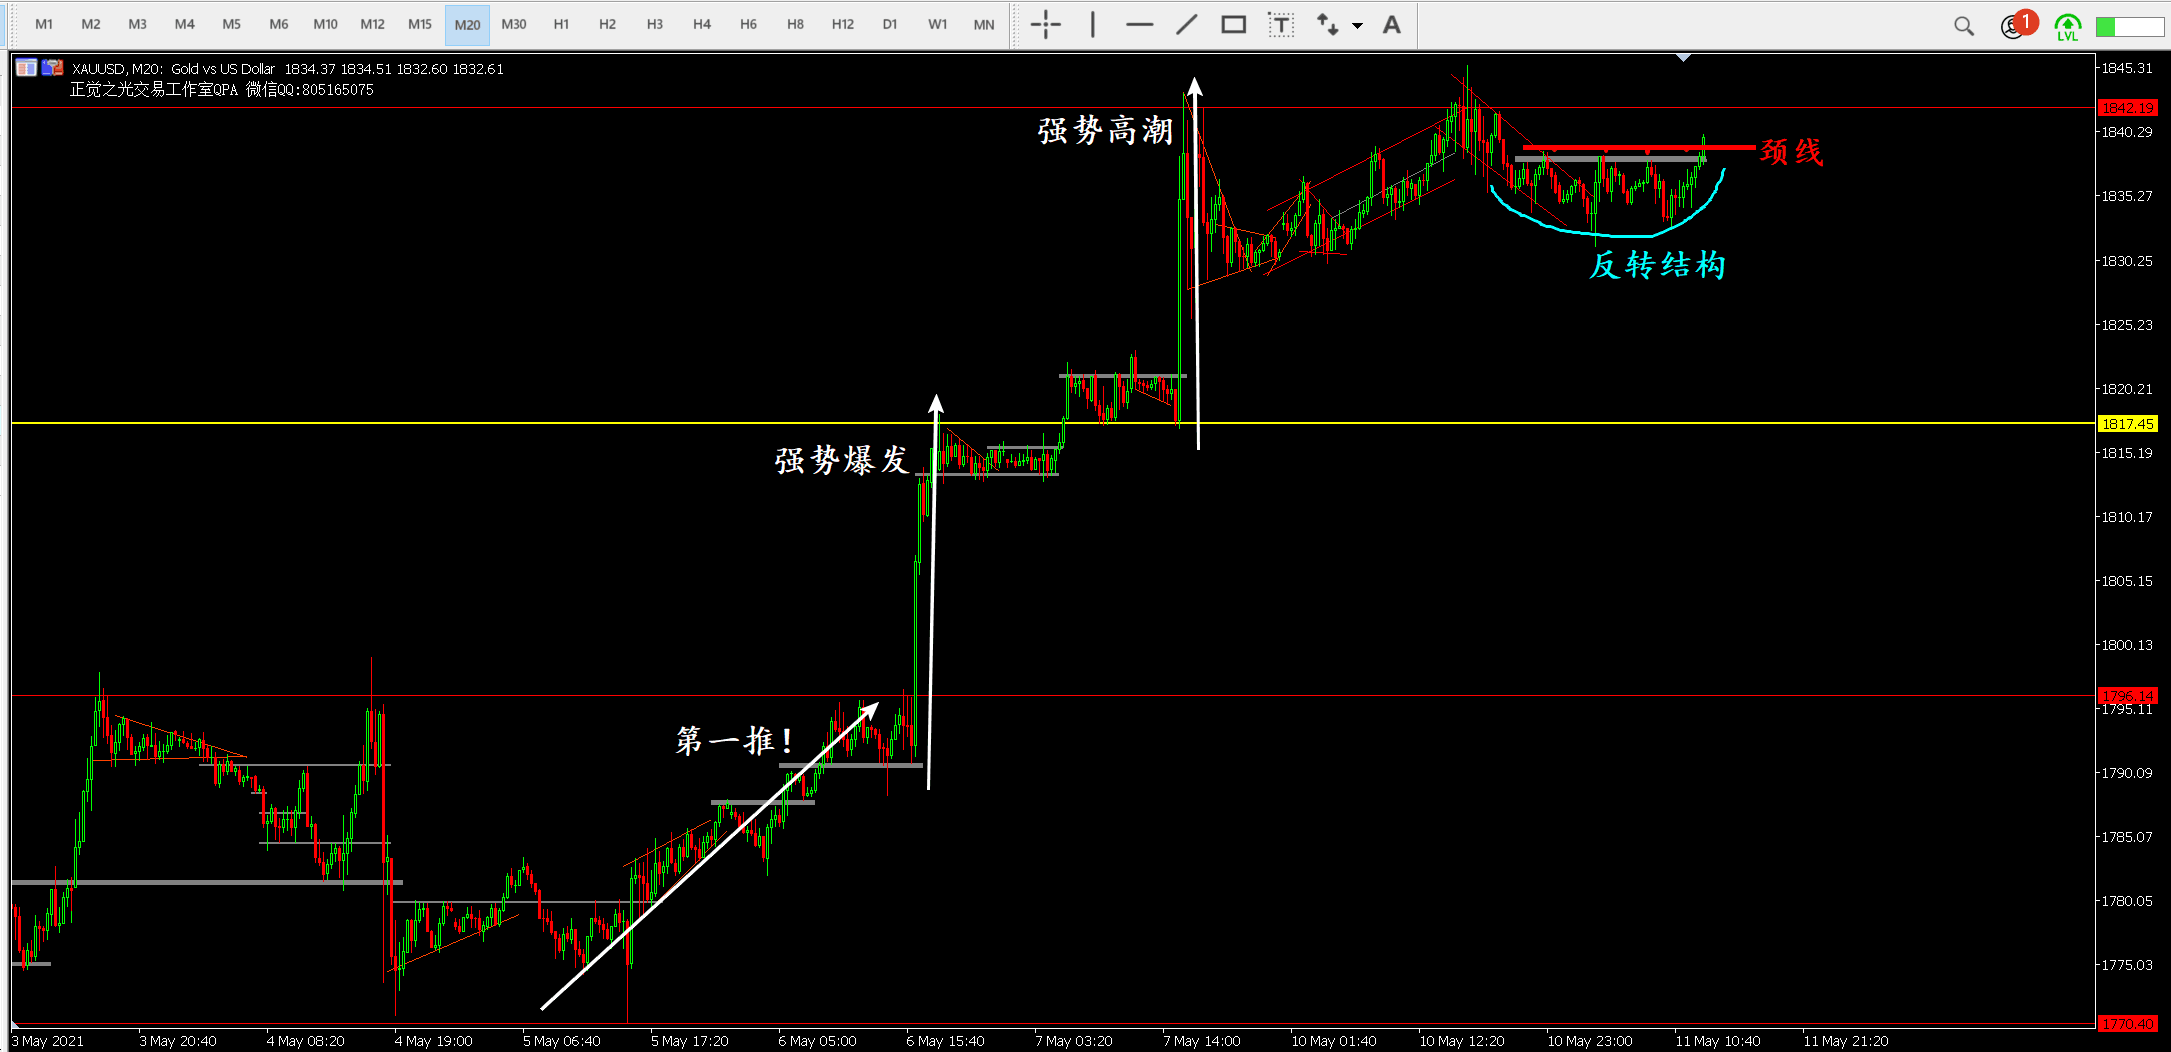 M1 M2 M3 M4 M5 M6 M10 M12 M15 M20 M30 H1 H2 H3 H4 H6 H8 H12 D1 W1 MN T A 1 LVL
XAUUSD, M20: Gold vs US Dollar 1834.37 1834.51 1832.60 1832.61
正觉之光交易工作室QPA 微信QQ:805165075
强势高潮
颈线
反转结构
强势爆发
第一推!
1845.31
1842.19
1840.29
1835.27
1830.25
1825.23
1820.21
1817.45
1815.19
1810.17
1805.15
1800.13
1796.14
1795.11
1790.09
1785.07
1780.05
1775.03
1770.40
3 May 2021 3 May 20:40 4 May 08:20 4 May 19:00 5 May 06:40 5 May 17:20 6 May 05:00 6 May 15:40 7 May 03:20 7 May 14:00 10 May 01:40 10 May 12:20 10 May 23:00 11 May 10:40 11 May 21:20